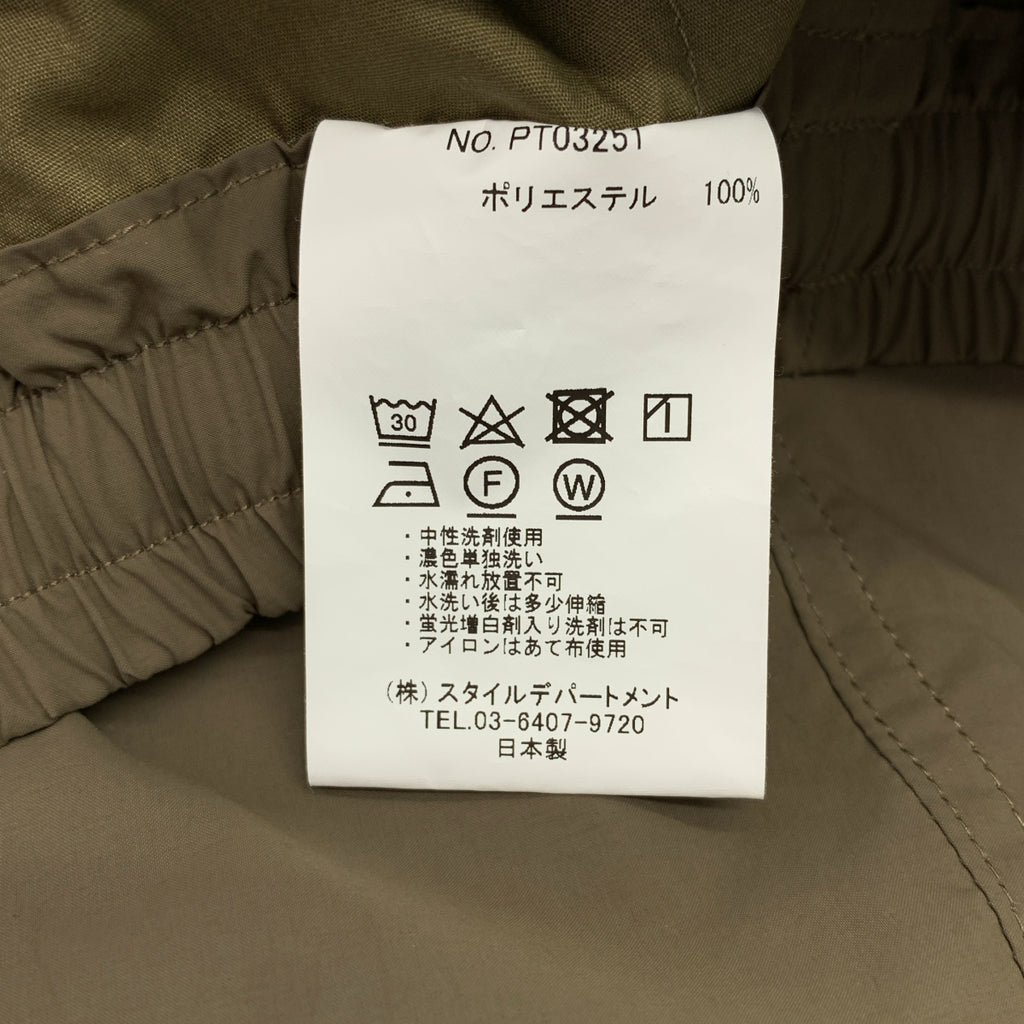 NO. PT03251
ポリエステル 100%
30
F W
・中性洗剤使用
・濃色単独洗い
・水濡れ放置不可
・水洗い後は多少伸縮
・蛍光増白剤入り洗剤は不可
・アイロンはあて布使用
(株)スタイルデパートメント
TEL.03-6407-9720
日本製